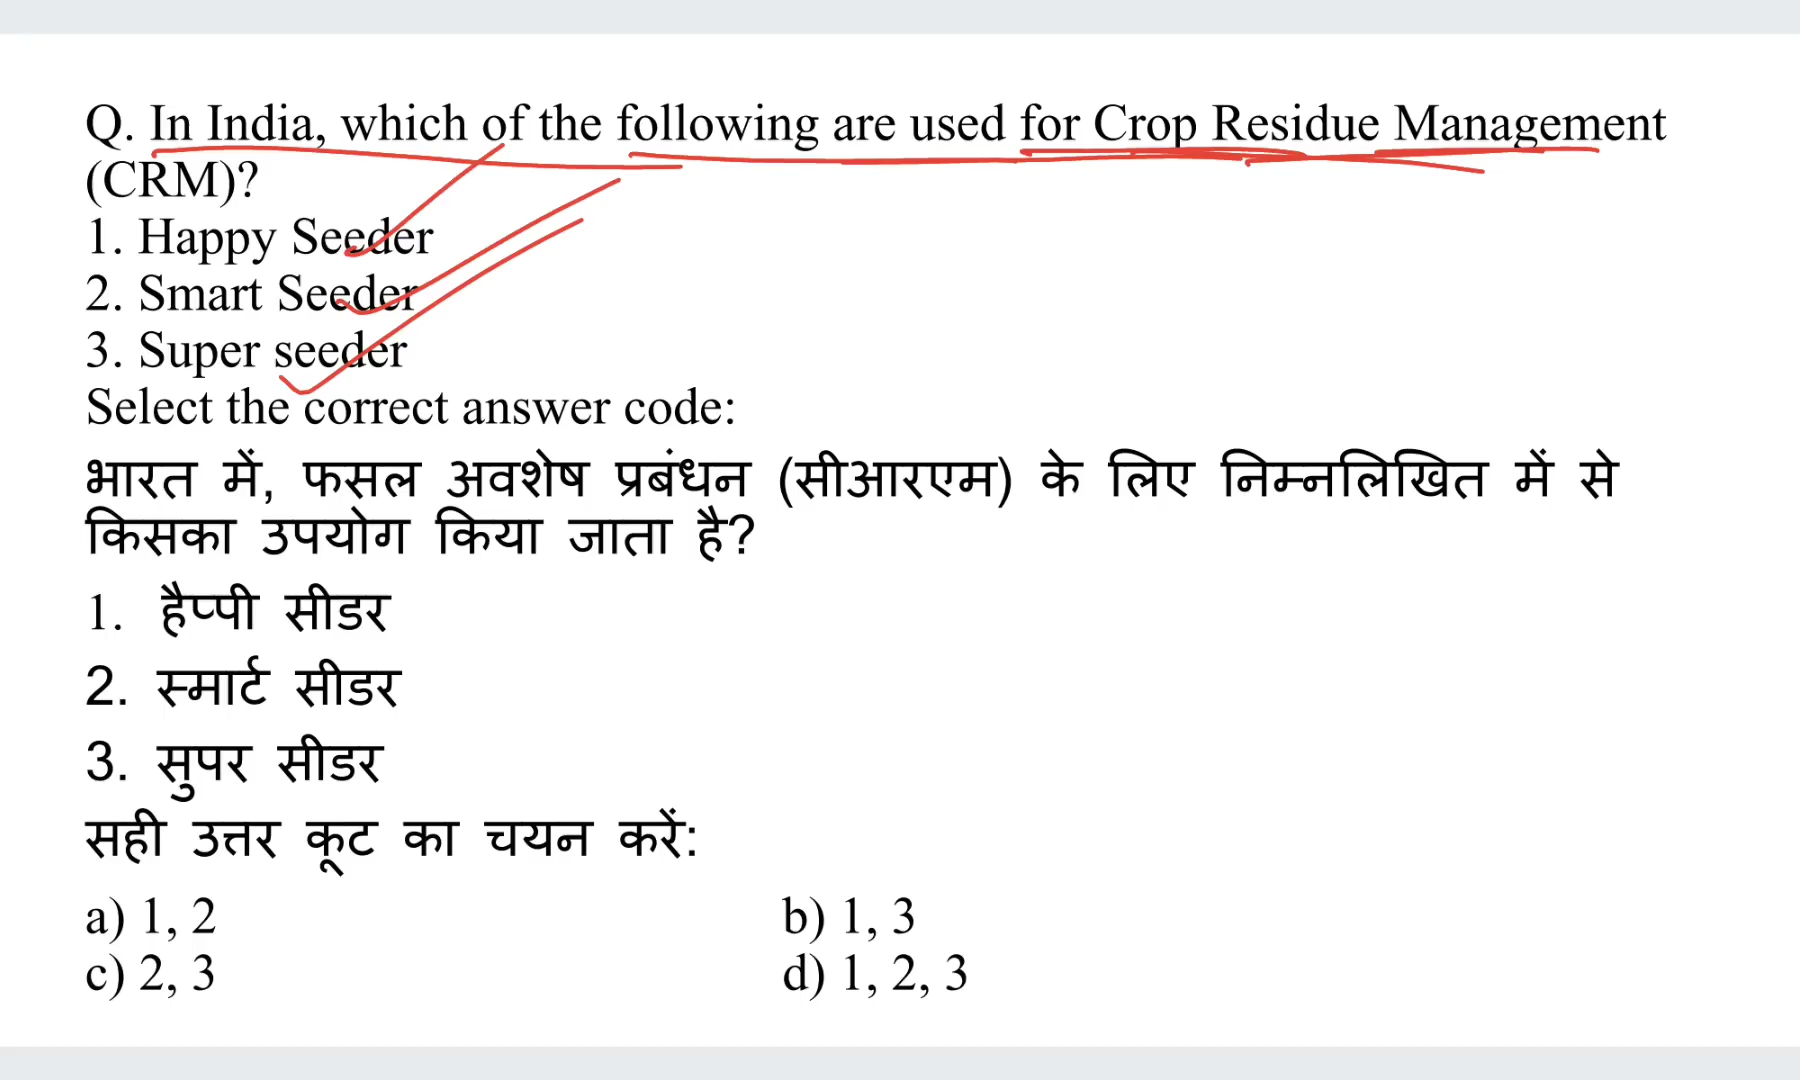 Q. In India, which of the following are used for Crop Residue Management
(CRM)?
1. Happy Seeder
2. Smart Seeder
3. Super seeder
Select the correct answer code:
भारत में, फसल अवशेष प्रबंधन (सीआरएम) के लिए निम्नलिखित में से
किसका उपयोग किया जाता है?
1. हैप्पी सीडर
2. स्मार्ट सीडर
3. सुपर सीडर
सही उत्तर कूट का चयन करें:
a) 1, 2 b) 1, 3
c) 2, 3 d) 1, 2, 3